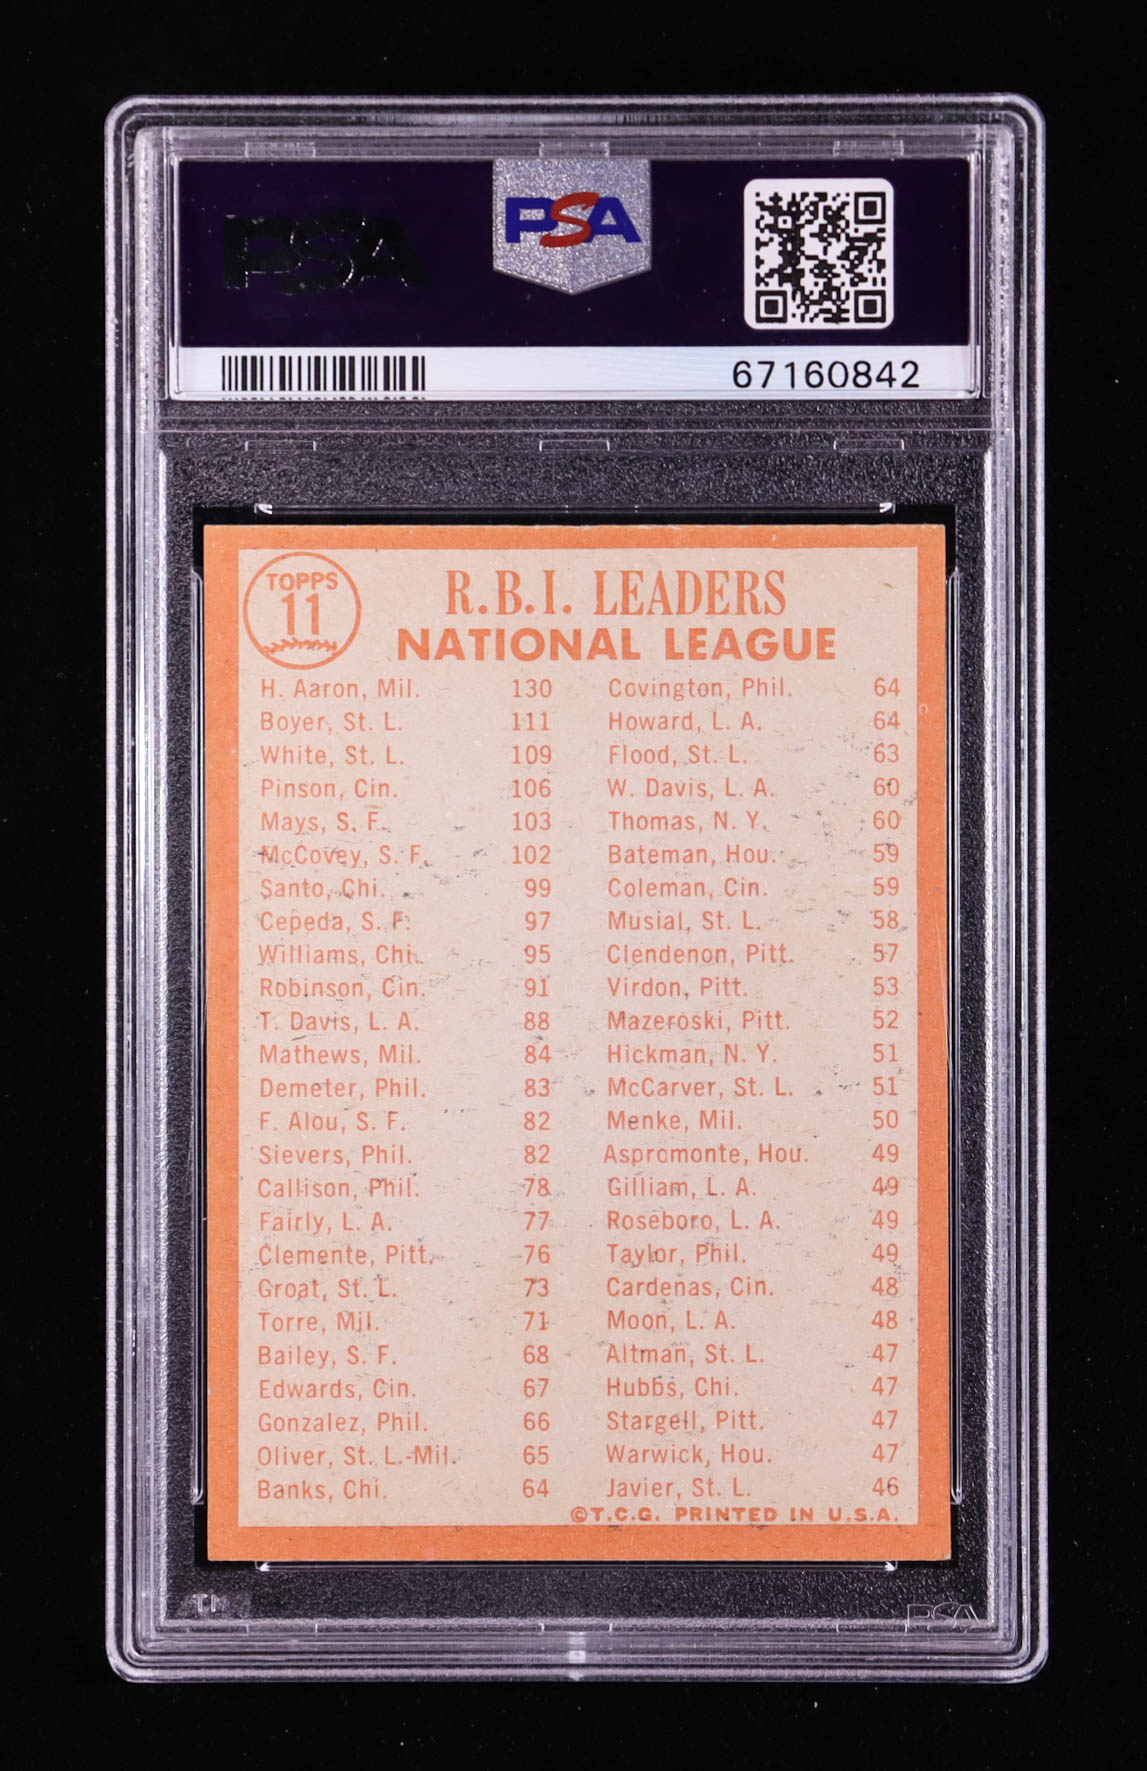 PSA
PSA
67160842
TOPPS
11
R.B.I. LEADERS
NATIONAL LEAGUE
H. Aaron, Mil. 130 Covington, Phil. 64
Boyer, St. L. 111 Howard, L. A. 64
White, St. L. 109 Flood, St. L. 63
Pinson, Cin. 106 W. Davis, L. A. 60
Mays, S. F. 103 Thomas, N. Y. 60
McCovey, S. F. 102 Bateman, Hou. 59
Santo, Chi. 99 Coleman, Cin. 59
Cepeda, S. F. 97 Musial, St. L. 58
Williams, Chi. 95 Clendenon, Pitt. 57
Robinson, Cin. 91 Virdon, Pitt. 53
T. Davis, L. A. 88 Mazeroski, Pitt. 52
Mathews, Mil. 84 Hickman, N. Y. 51
Demeter, Phil. 83 McCarver, St. L. 51
F. Alou, S. F. 82 Menke, Mil. 50
Sievers, Phil. 82 Aspromonte, Hou. 49
Callison, Phil. 78 Gilliam, L. A. 49
Fairly, L. A. 77 Roseboro, L. A. 49
Clemente, Pitt. 76 Taylor, Phil. 49
Groat, St. L. 73 Cardenas, Cin. 48
Torre, Mil. 71 Moon, L. A. 48
Bailey, S. F. 68 Altman, St. L. 47
Edwards, Cin. 67 Hubbs, Chi. 47
Gonzalez, Phil. 66 Stargell, Pitt. 47
Oliver, St. L.-Mil. 65 Warwick, Hou. 47
Banks, Chi. 64 Javier, St. L. 46
©T.C.G. PRINTED IN U.S.A.
PSA